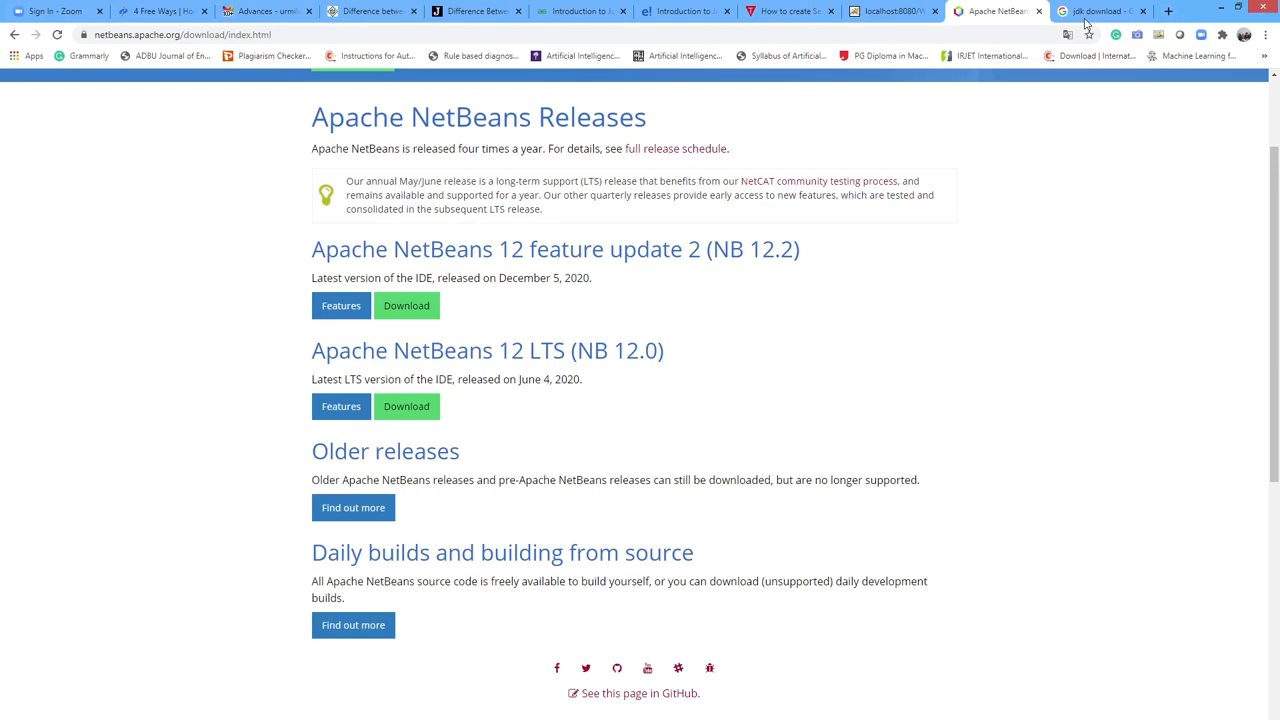 Sign In - Zoom
4 Free Ways | Ho
Advances - urmil
Difference betwe
Difference Betwe
Introduction to J
Introduction to J
How to create Se
localhost:8080/W
Apache NetBean
jdk download - G
netbeans.apache.org/download/index.html
Apps
Grammarly
ADBU Journal of En...
Plagiarism Checker...
Instructions for Aut...
Rule based diagnos...
Artificial Intelligenc...
Artificial Intelligenc...
Syllabus of Artificial...
PG Diploma in Mac...
IRJET International...
Download | Internat...
Machine Learning f...
Apache NetBeans Releases
Apache NetBeans is released four times a year. For details, see full release schedule.
Our annual May/June release is a long-term support (LTS) release that benefits from our NetCAT community testing process, and
remains available and supported for a year. Our other quarterly releases provide early access to new features, which are tested and
consolidated in the subsequent LTS release.
Apache NetBeans 12 feature update 2 (NB 12.2)
Latest version of the IDE, released on December 5, 2020.
Features
Download
Apache NetBeans 12 LTS (NB 12.0)
Latest LTS version of the IDE, released on June 4, 2020.
Features
Download
Older releases
Older Apache NetBeans releases and pre-Apache NetBeans releases can still be downloaded, but are no longer supported.
Find out more
Daily builds and building from source
All Apache NetBeans source code is freely available to build yourself, or you can download (unsupported) daily development
builds.
Find out more
See this page in GitHub.